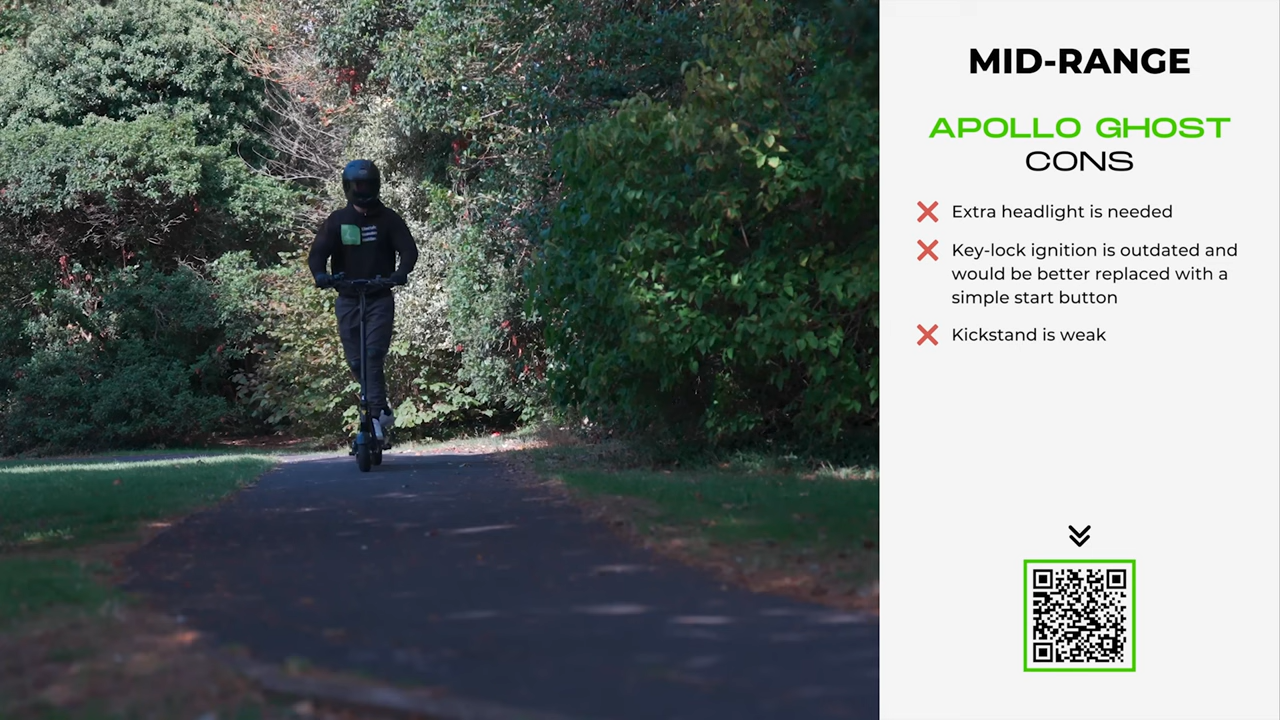 MID-RANGE
APOLLO GHOST
CONS
Extra headlight is needed
Key-lock ignition is outdated and
would be better replaced with a
simple start button
Kickstand is weak